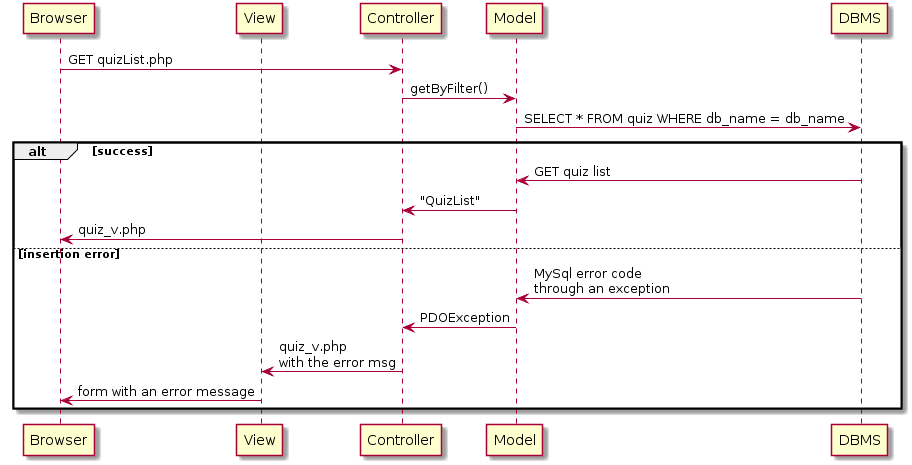 Browser View Controller Model DBMS
GET quizList.php
getByFilter()
SELECT * FROM quiz WHERE db_name = db_name
alt [success]
GET quiz list
"QuizList"
quiz_v.php
[insertion error]
MySql error code
through an exception
PDOException
quiz_v.php
with the error msg
form with an error message
Browser View Controller Model DBMS